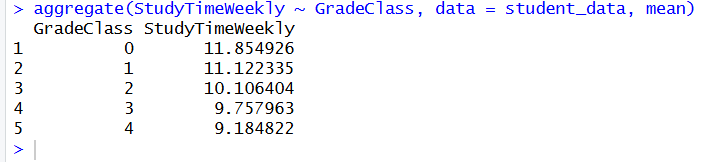 > aggregate(StudyTimeWeekly ~ GradeClass, data = student_data, mean)
  GradeClass StudyTimeWeekly
1          0       11.854926
2          1       11.122335
3          2       10.106404
4          3        9.757963
5          4        9.184822
>